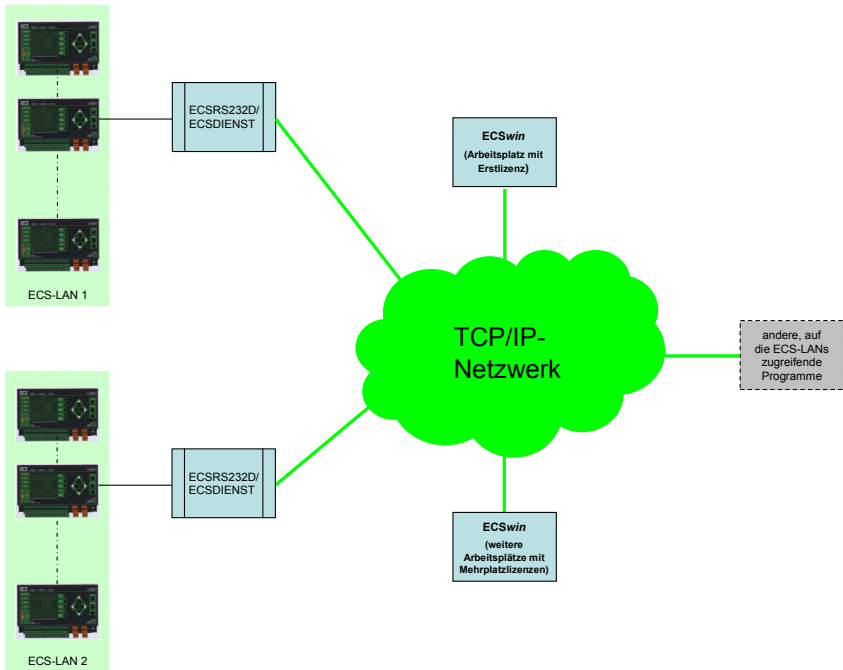 ECSRS232D/
ECSDIENST
ECSwin
(Arbeitsplatz mit
Erstlizenz)
ECS-LAN 1
TCP/IP-
Netzwerk
andere, auf
die ECS-LANs
zugreifende
Programme
ECSRS232D/
ECSDIENST
ECSwin
(weitere
Arbeitsplätze mit
Mehrplatzlizenzen)
ECS-LAN 2